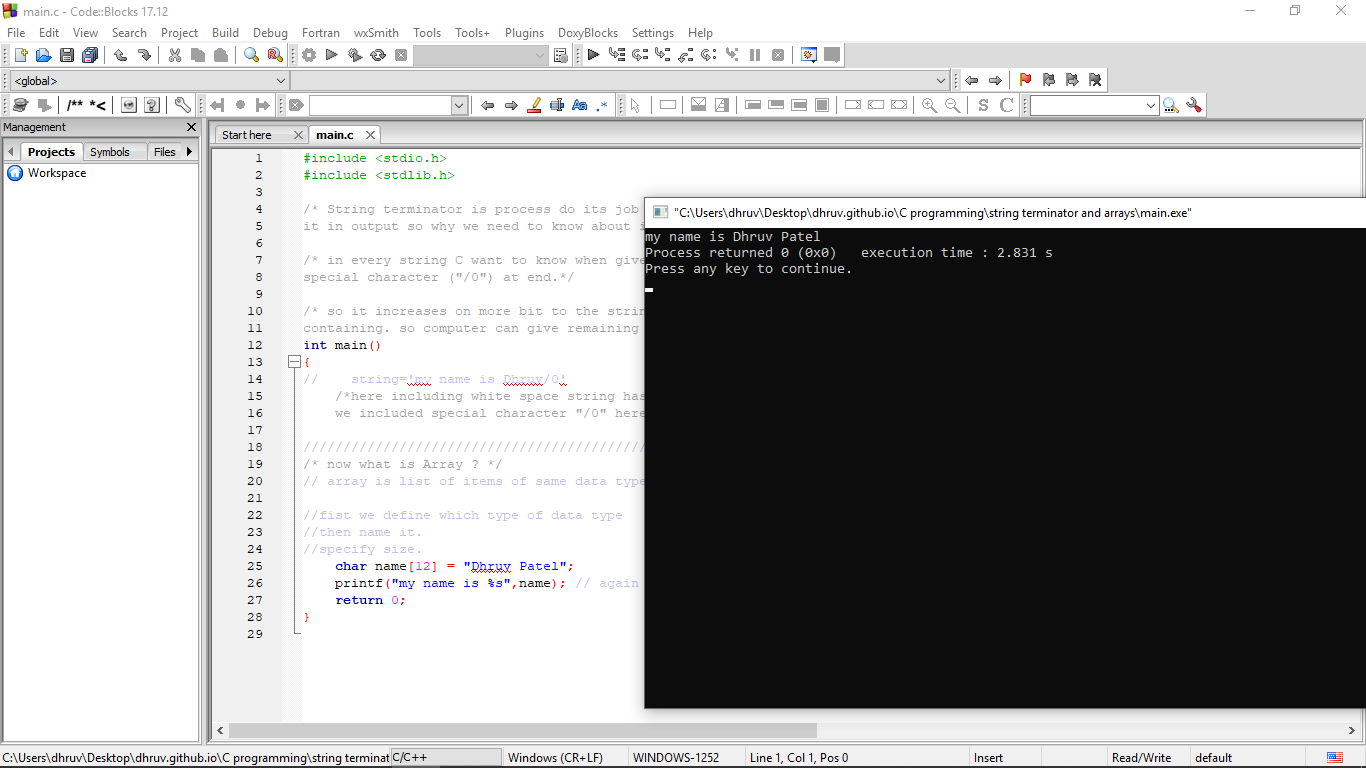 main.c - Code::Blocks 17.12
File Edit View Search Project Build Debug Fortran wxSmith Tools Tools+ Plugins DoxyBlocks Settings Help
<global>
/** *<
S C
Management
Start here main.c
Projects Symbols Files
Workspace
1 #include <stdio.h>
2 #include <stdlib.h>
3
4 /* String terminator is process do its job
5 it in output so why we need to know about i
6
7 /* in every string C want to know when give
8 special character ("/0") at end.*/
9
10 /* so it increases on more bit to the strin
11 containing. so computer can give remaining
12 int main()
13 {
14 // string='my name is Dhruv/0'
15 /*here including white space string has
16 we included special character "/0" here
17
18 ///////////////////////////////////////////
19 /* now what is Array ? */
20 // array is list of items of same data type
21
22 //fist we define which type of data type
23 //then name it.
24 //specify size.
25 char name[12] = "Dhruv Patel";
26 printf("my name is %s",name); // again
27 return 0;
28 }
29
"C:\Users\dhruv\Desktop\dhruv.github.io\C programming\string terminator and arrays\main.exe"
my name is Dhruv Patel
Process returned 0 (0x0) execution time : 2.831 s
Press any key to continue.
C:\Users\dhruv\Desktop\dhruv.github.io\C programming\string terminat C/C++ Windows (CR+LF) WINDOWS-1252 Line 1, Col 1, Pos 0 Insert Read/Write default